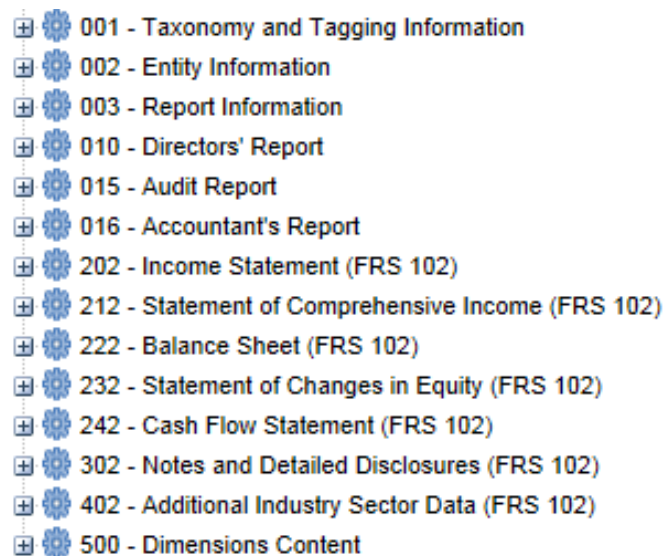 001 - Taxonomy and Tagging Information
002 - Entity Information
003 - Report Information
010 - Directors' Report
015 - Audit Report
016 - Accountant's Report
202 - Income Statement (FRS 102)
212 - Statement of Comprehensive Income (FRS 102)
222 - Balance Sheet (FRS 102)
232 - Statement of Changes in Equity (FRS 102)
242 - Cash Flow Statement (FRS 102)
302 - Notes and Detailed Disclosures (FRS 102)
402 - Additional Industry Sector Data (FRS 102)
500 - Dimensions Content